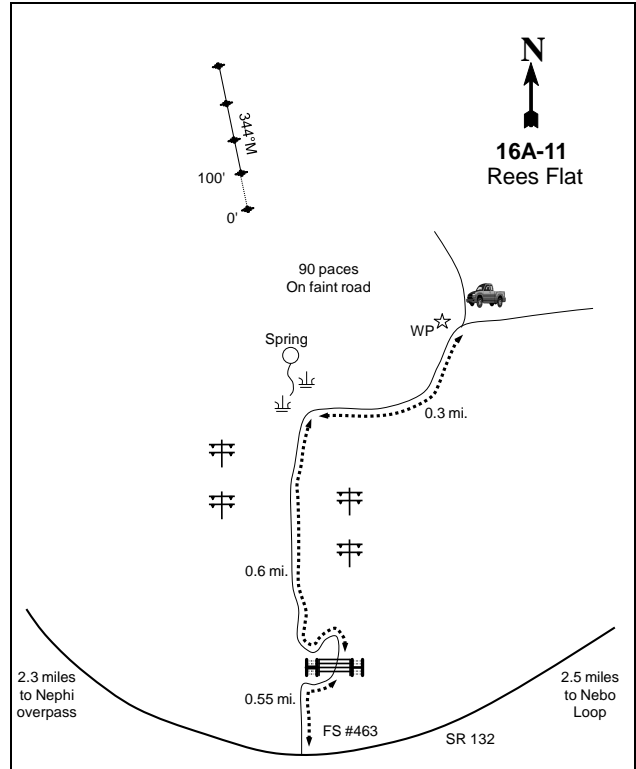 N
16A-11
Rees Flat
344°M
100'
0'
90 paces
On faint road
WP
Spring
0.3 mi.
0.6 mi.
2.3 miles
to Nephi
overpass
0.55 mi.
FS #463
SR 132
2.5 miles
to Nebo
Loop